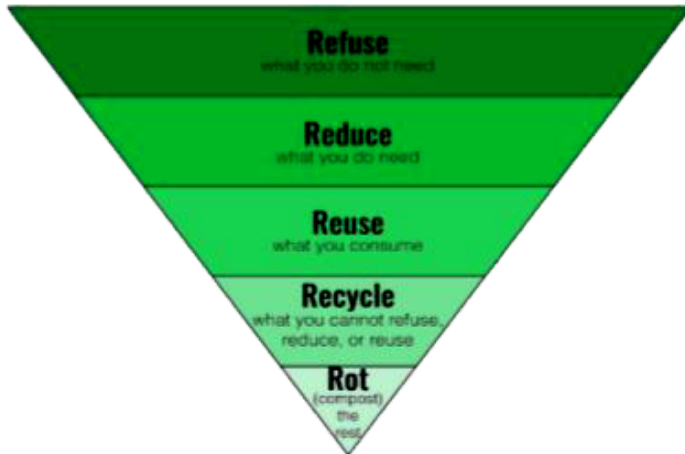 Refuse
what you do not need
Reduce
what you do need
Reuse
what you consume
Recycle
what you cannot refuse,
reduce, or reuse
Rot
(compost)
the
rest